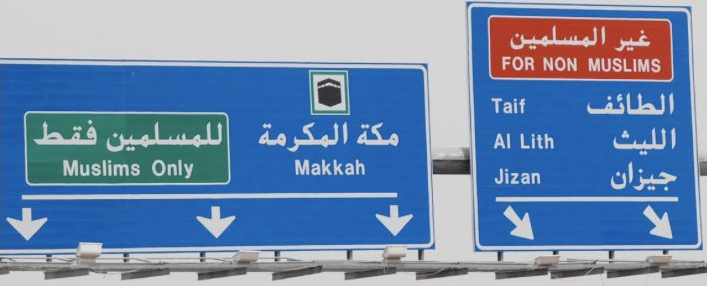 للمسلمين فقط
Muslims Only
مكة المكرمة
Makkah
غير المسلمين
FOR NON MUSLIMS
Taif الطائف
Al Lith الليث
Jizan جيزان